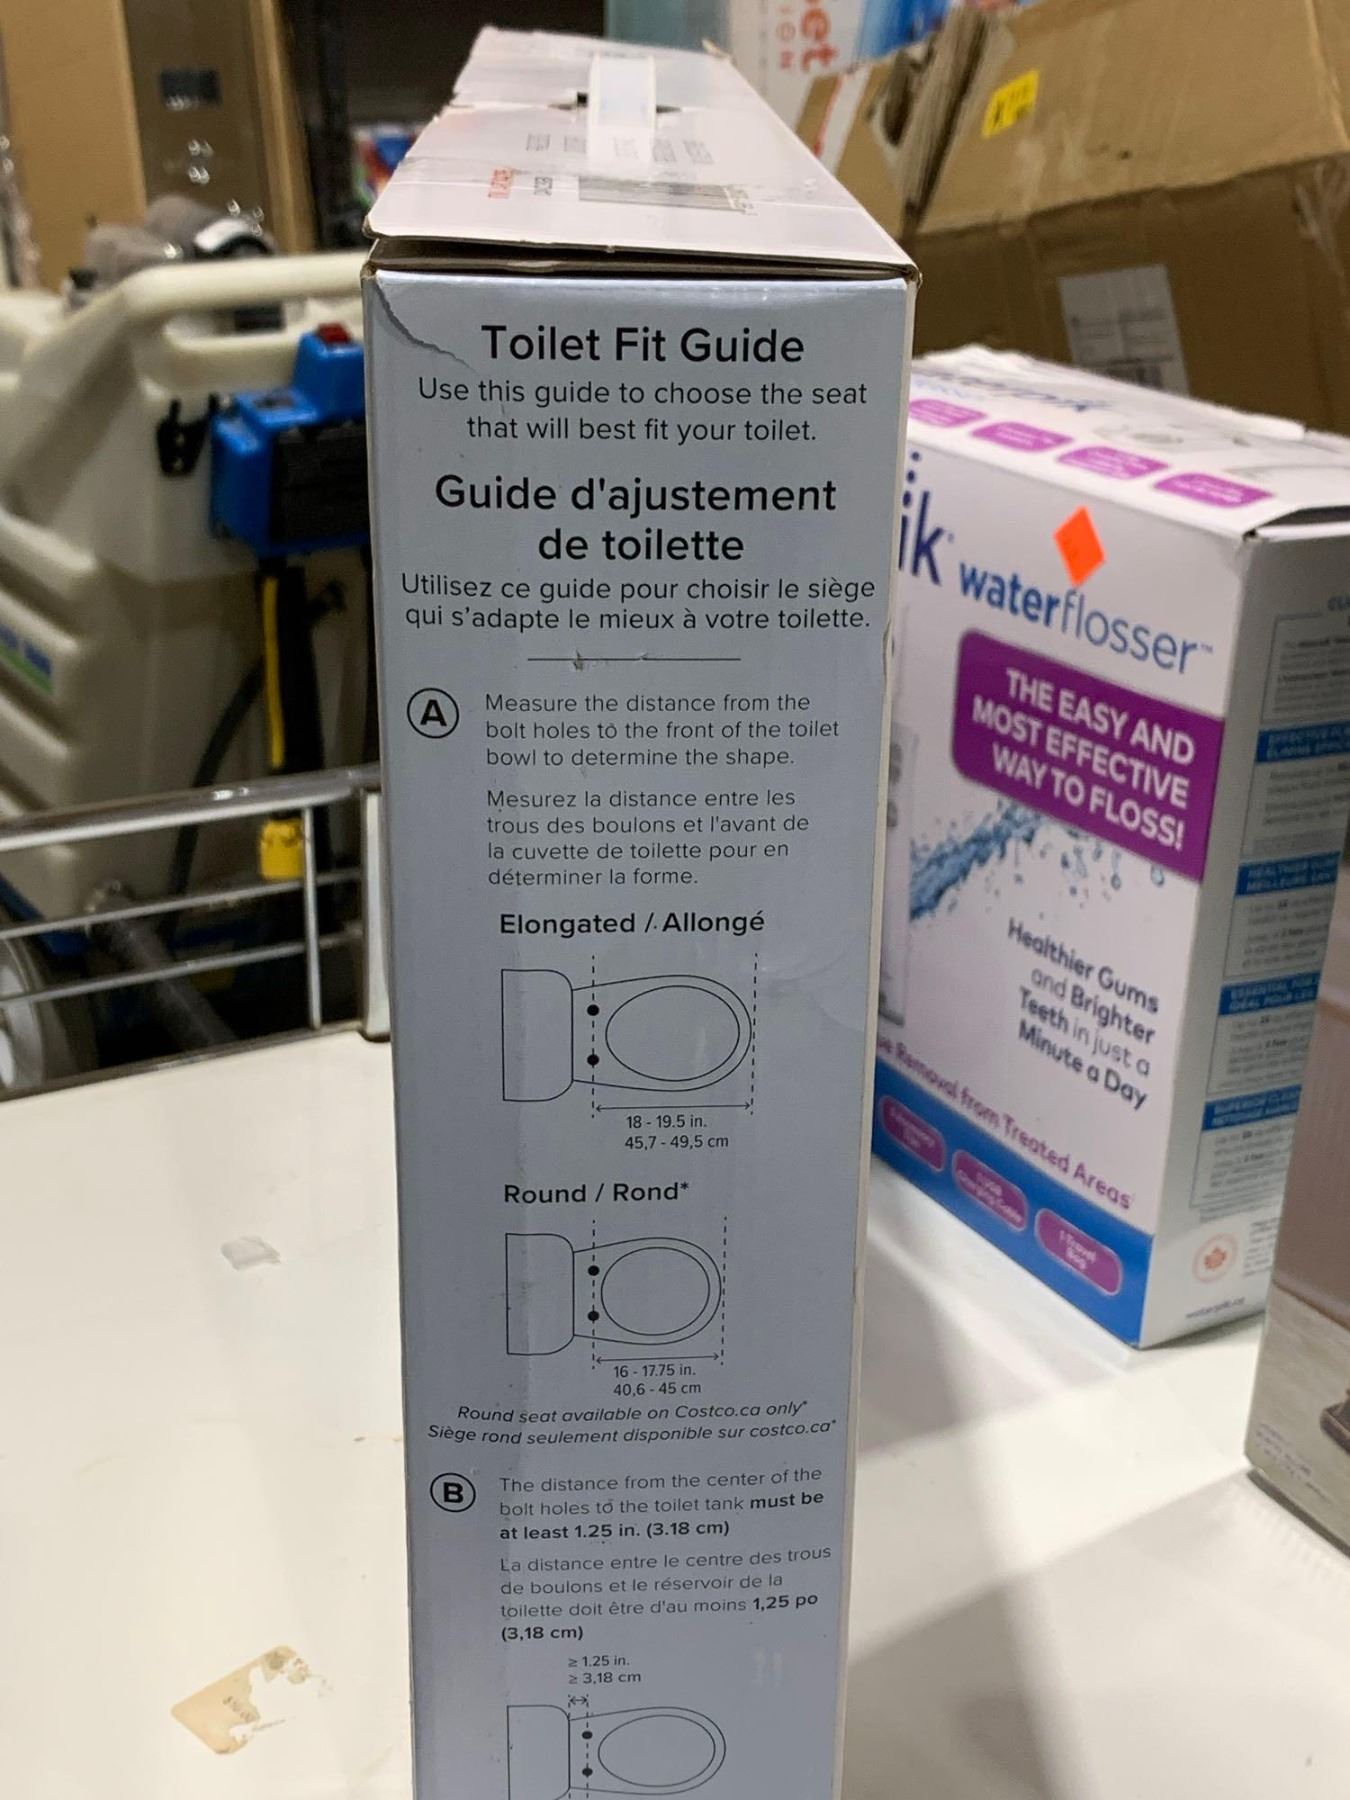 Toilet Fit Guide
Use this guide to choose the seat
that will best fit your toilet.
Guide d'ajustement
de toilette
Utilisez ce guide pour choisir le siège
qui s'adapte le mieux à votre toilette.
A
Measure the distance from the
bolt holes to the front of the toilet
bowl to determine the shape.
Mesurez la distance entre les
trous des boulons et l'avant de
la cuvette de toilette pour en
déterminer la forme.
Elongated / Allongé
18 - 19.5 in.
45,7 - 49,5 cm
Round / Rond*
16 - 17.75 in.
40,6 - 45 cm
Round seat available on Costco.ca only*
Siège rond seulement disponible sur costco.ca*
B
The distance from the center of the
bolt holes to the toilet tank must be
at least 1.25 in. (3.18 cm)
La distance entre le centre des trous
de boulons et le réservoir de la
toilette doit être d'au moins 1,25 po
(3,18 cm)
≥ 1.25 in.
≥ 3,18 cm
ik waterflosser™
THE EASY AND
MOST EFFECTIVE
WAY TO FLOSS!
Healthier Gums
and Brighter
Teeth in just a
Minute a Day
Removal from Treated Areas
1 Travel
Bag